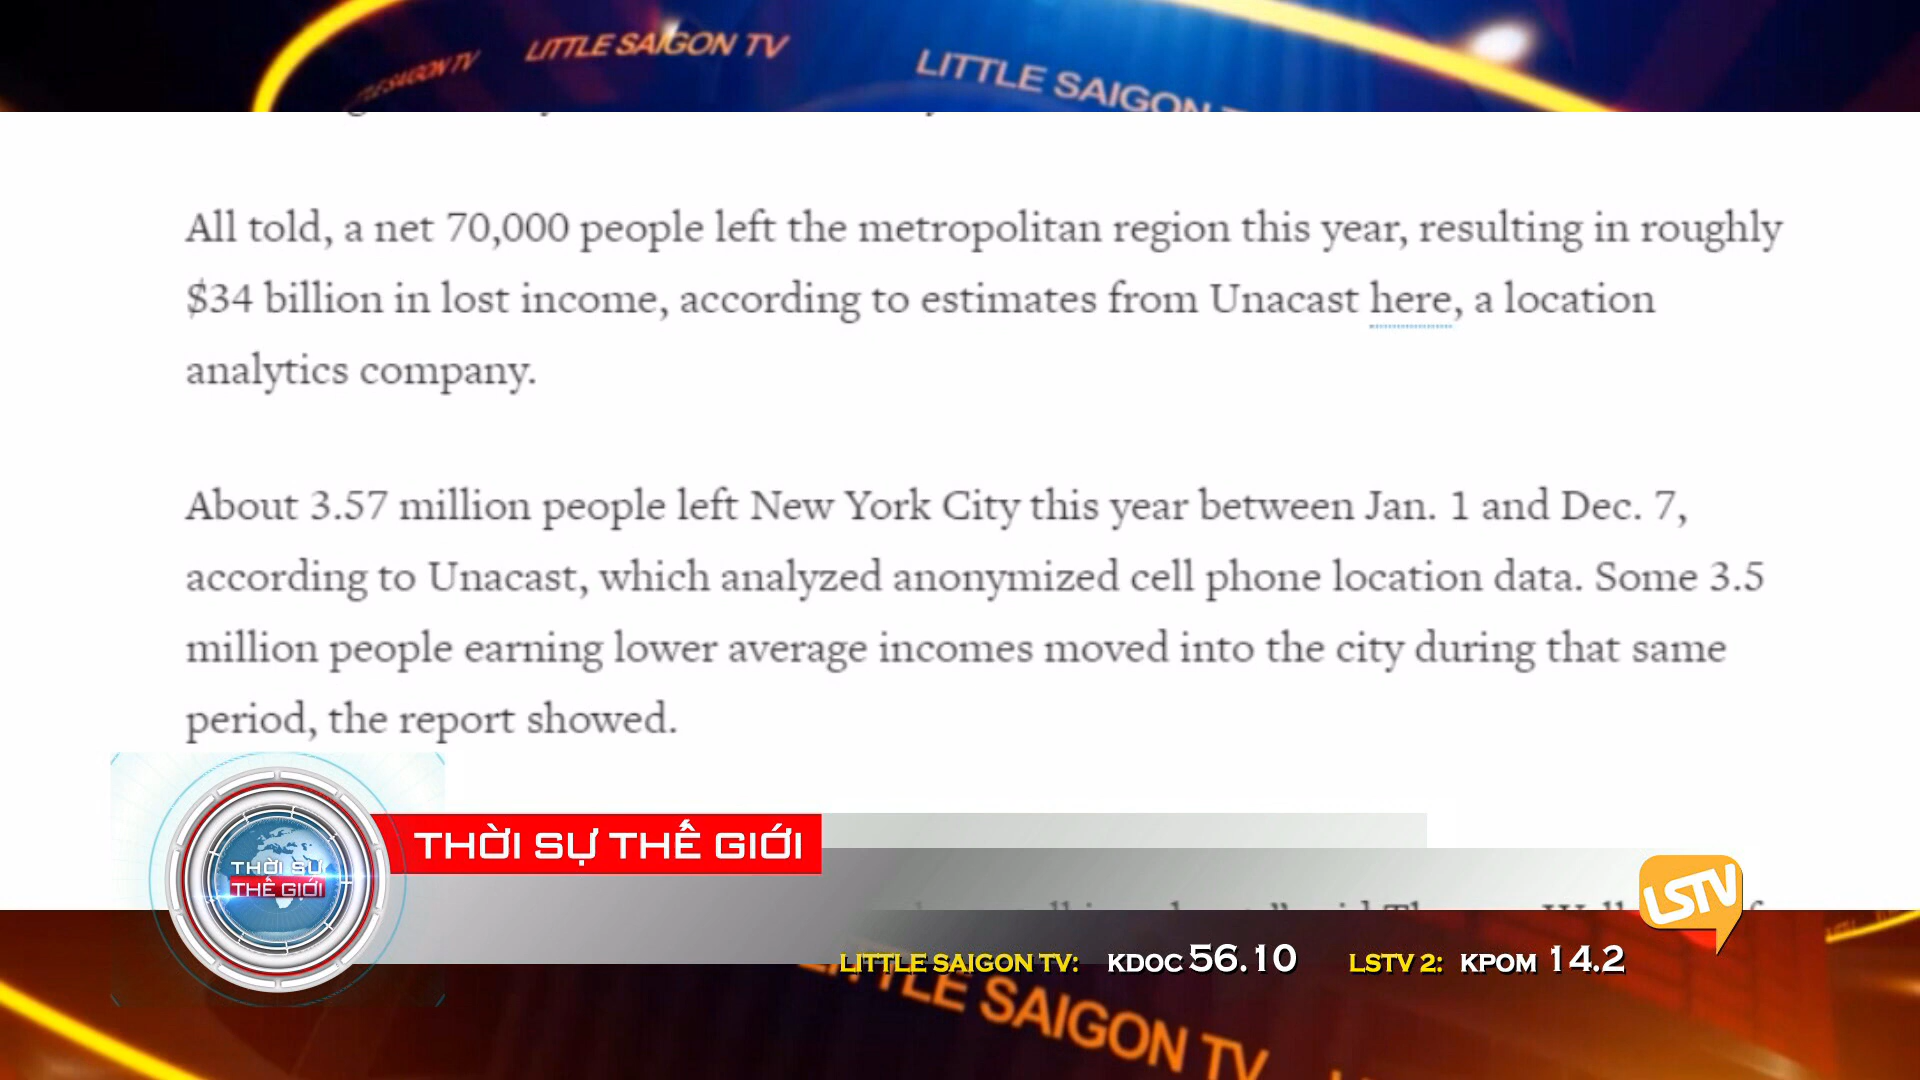 LITTLE SAIGON TV
LITTLE SAIGON TV
LITTLE SAIGON T
All told, a net 70,000 people left the metropolitan region this year, resulting in roughly
$34 billion in lost income, according to estimates from Unacast here, a location
analytics company.
About 3.57 million people left New York City this year between Jan. 1 and Dec. 7,
according to Unacast, which analyzed anonymized cell phone location data. Some 3.5
million people earning lower average incomes moved into the city during that same
period, the report showed.
THỜI SỰ THẾ GIỚI
THỜI SỰ
THẾ GIỚI
LSTV
LITTLE SAIGON TV: KDOC 56.10 LSTV 2: KPOM 14.2
LITTLE SAIGON TV